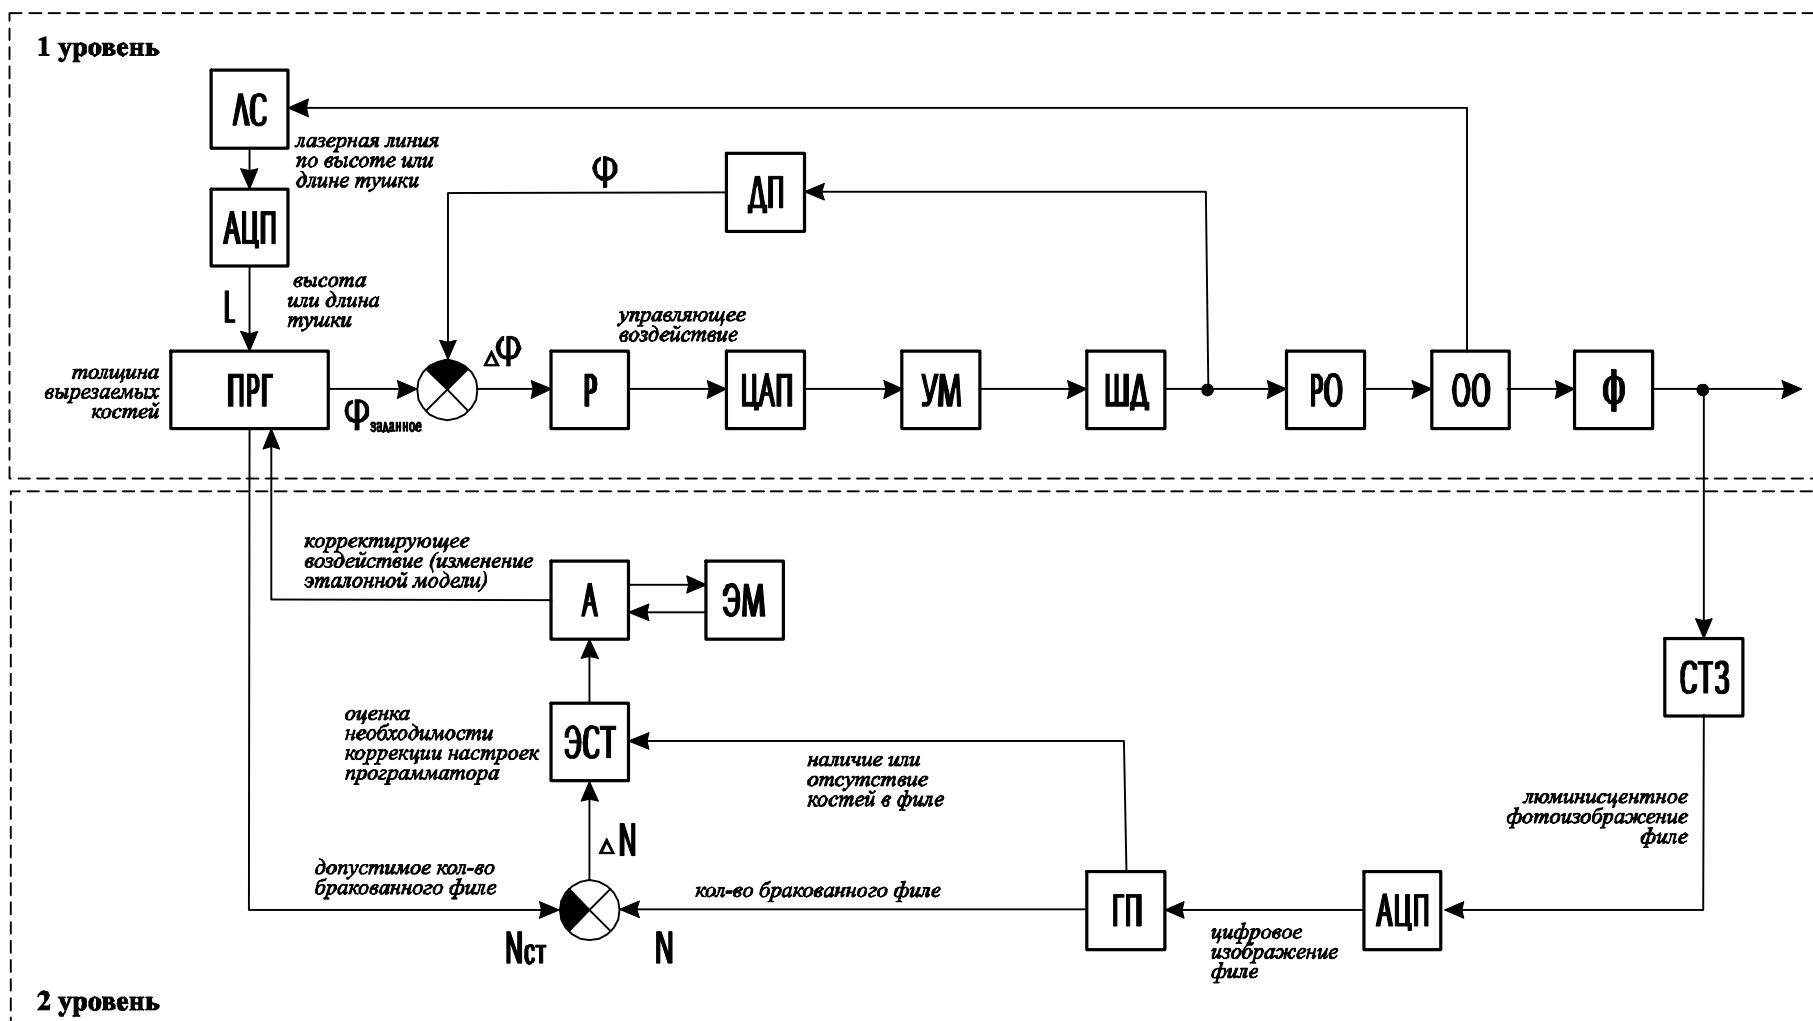 1 уровень
ЛС
лазерная линия
по высоте или
длине тушки
АЦП
φ
ДП
L
высота
или длина
тушки
толщина
вырезаемых
костей
ПРГ
φзаданное
△φ
управляющее
воздействие
Р
ЦАП
УМ
ШД
РО
ОО
Ф
корректирующее
воздействие (изменение
эталонной модели)
А
ЭМ
СТЗ
оценка
необходимости
коррекции настроек
программатора
ЭСТ
наличие или
отсутствие
костей в филе
люминисцентное
фотоизображение
филе
△N
допустимое кол-во
бракованного филе
кол-во бракованного филе
ГП
АЦП
Nст
N
цифровое
изображение
филе
2 уровень